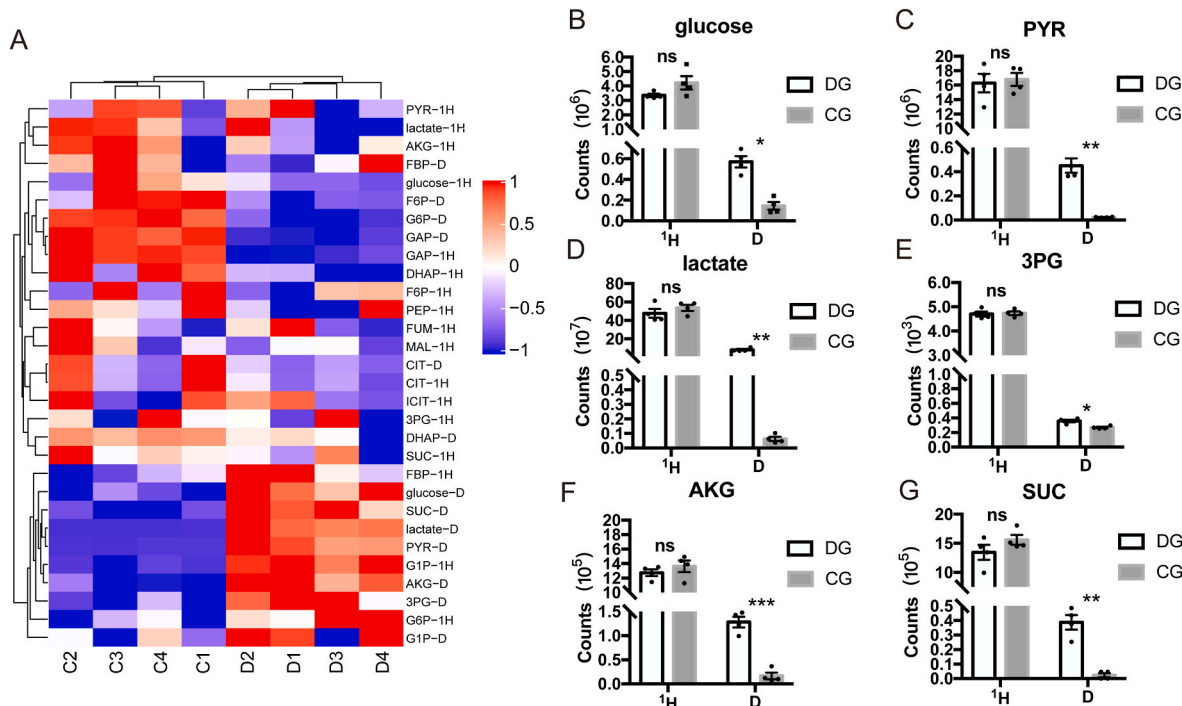 A
PYR−1H
lactate−1H
AKG−1H
FBP−D
glucose−1H
F6P−D
G6P−D
GAP−D
GAP−1H
DHAP−1H
F6P−1H
PEP−1H
FUM−1H
MAL−1H
CIT−D
CIT−1H
ICIT−1H
3PG−1H
DHAP−D
SUC−1H
FBP−1H
glucose−D
SUC−D
lactate−D
PYR−D
G1P−1H
AKG−D
3PG−D
G6P−1H
G1P−D
C2 C3 C4 C1 D2 D1 D3 D4
1
0.5
0
−0.5
−1
B
glucose
Counts (10⁶)
6.0
5.0
4.0
3.0
2.0
1.0
0.6
0.4
0.2
0.0
ns
*
¹H D
DG
CG
C
PYR
Counts (10⁶)
20
18
16
14
12
10
0.6
0.4
0.2
0.0
ns
**
¹H D
DG
CG
D
lactate
Counts (10⁷)
80
60
40
20
0.5
0.4
0.3
0.2
0.1
0.0
ns
**
¹H D
DG
CG
E
3PG
Counts (10³)
6.0
5.0
4.0
3.0
1.0
0.8
0.6
0.4
0.2
0.0
ns
*
¹H D
DG
CG
F
AKG
Counts (10⁵)
20
18
16
14
12
10
1.5
1.0
0.5
0.0
ns
***
¹H D
DG
CG
G
SUC
Counts (10⁵)
20
15
10
0.5
0.4
0.3
0.2
0.1
0.0
ns
**
¹H D
DG
CG